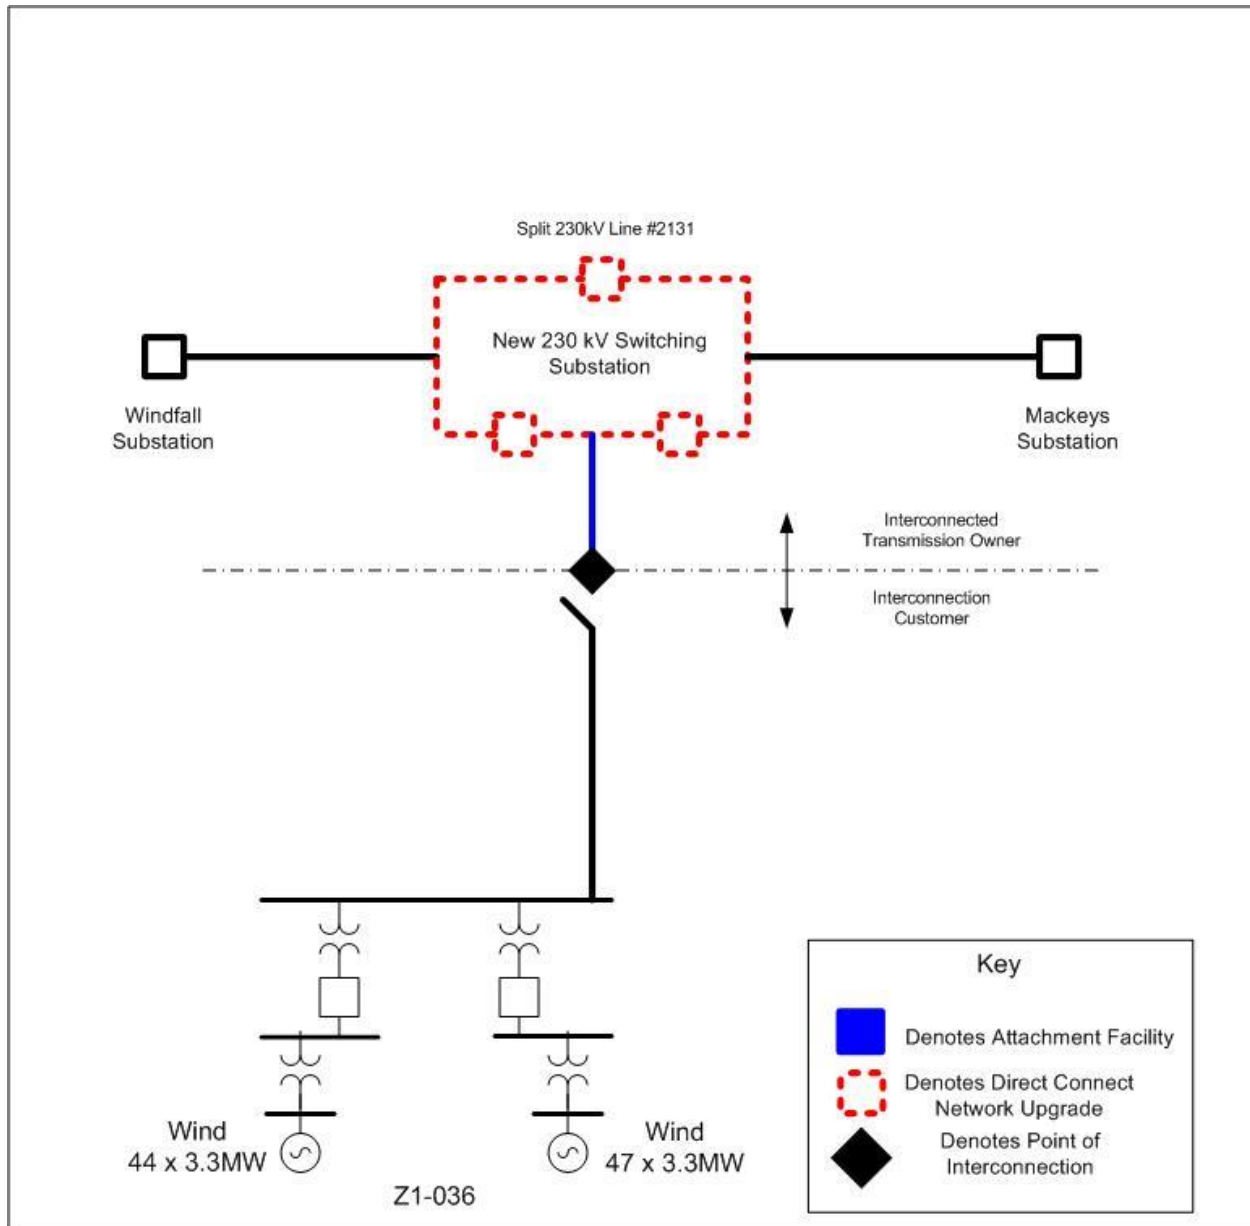 Split 230kV Line #2131
New 230 kV Switching
Substation
Windfall
Substation
Mackeys
Substation
Interconnected
Transmission Owner
Interconnection
Customer
Key
Denotes Attachment Facility
Denotes Direct Connect
Network Upgrade
Denotes Point of
Interconnection
Wind
44 x 3.3MW
Wind
47 x 3.3MW
Z1-036